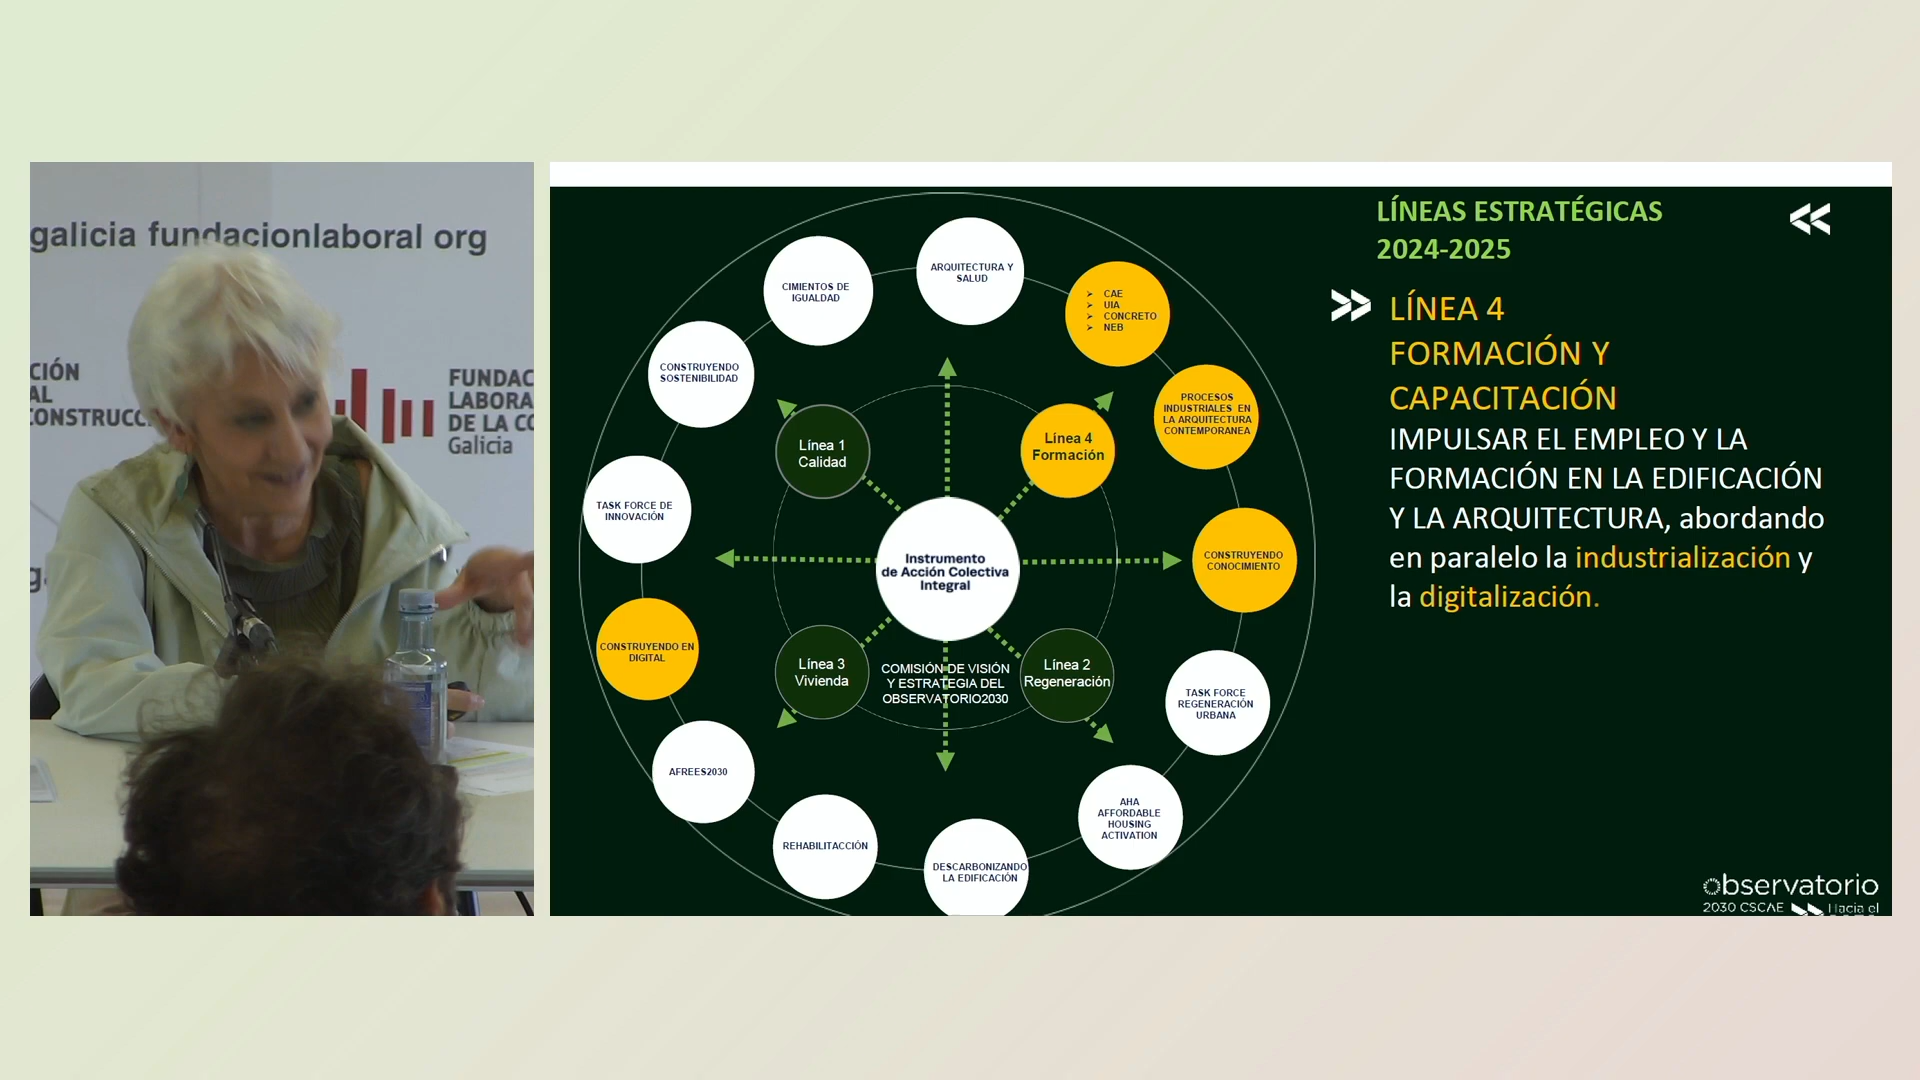 galicia fundacionlaboral org
CIÓN
AL
CONSTRUCC
FUNDAC
LABORA
DE LA CO
Galicia
LÍNEAS ESTRATÉGICAS
2024-2025
LÍNEA 4
FORMACIÓN Y
CAPACITACIÓN
IMPULSAR EL EMPLEO Y LA
FORMACIÓN EN LA EDIFICACIÓN
Y LA ARQUITECTURA, abordando
en paralelo la industrialización y
la digitalización.
ARQUITECTURA Y
SALUD
CAE
UIA
CONCRETO
NEB
PROCESOS
INDUSTRIALES EN
LA ARQUITECTURA
CONTEMPORANEA
CONSTRUYENDO
CONOCIMIENTO
TASK FORCE
REGENERACIÓN
URBANA
AHA
AFFORDABLE
HOUSING
ACTIVATION
DESCARBONIZANDO
LA EDIFICACIÓN
REHABILITACCIÓN
AFREES2030
CONSTRUYENDO EN
DIGITAL
TASK FORCE DE
INNOVACIÓN
CONSTRUYENDO
SOSTENIBILIDAD
CIMIENTOS DE
IGUALDAD
Línea 1
Calidad
Línea 4
Formación
Instrumento
de Acción Colectiva
Integral
Línea 3
Vivienda
COMISIÓN DE VISIÓN
Y ESTRATEGIA DEL
OBSERVATORIO2030
Línea 2
Regeneración
observatorio
2030 CSCAE Hacia el